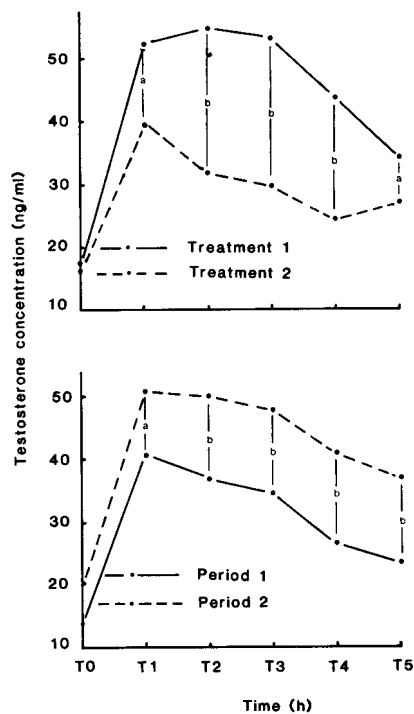 50
40
30
20
10
a
b
b
b
a
Treatment 1
Treatment 2
Testosterone concentration (ng/ml)
50
40
30
20
10
a
b
b
b
b
Period 1
Period 2
T0 T1 T2 T3 T4 T5
Time (h)